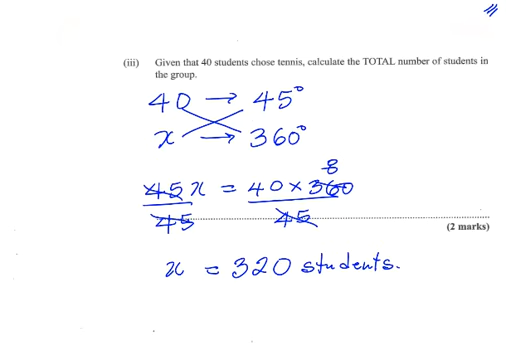 (iii) Given that 40 students chose tennis, calculate the TOTAL number of students in
the group.
40 → 45°
x → 360°
8
45x = 40 × 360
45 45
(2 marks)
x = 320 students.